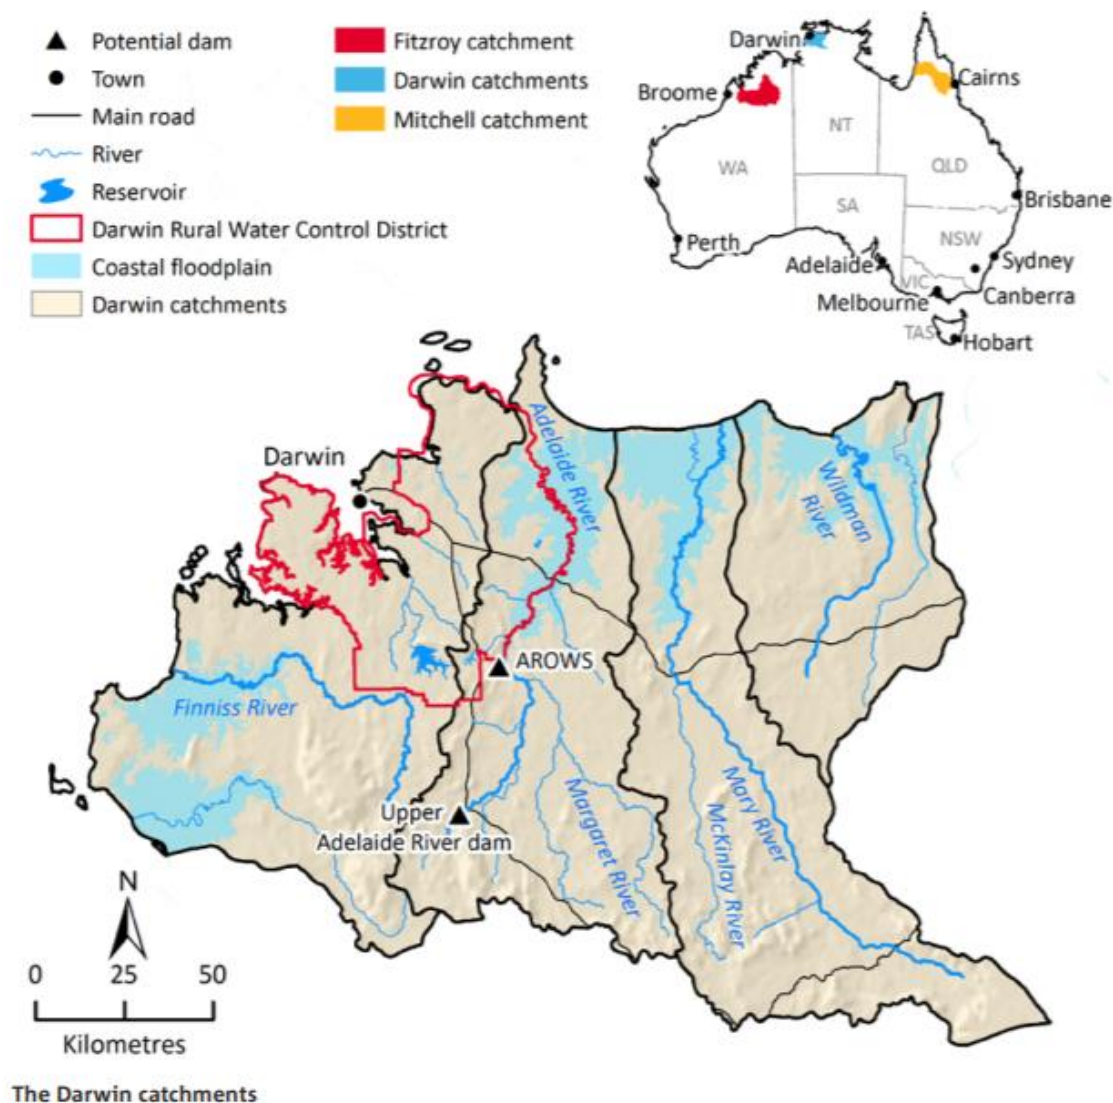 Potential dam
Town
Main road
River
Reservoir
Darwin Rural Water Control District
Coastal floodplain
Darwin catchments
Fitzroy catchment
Darwin catchments
Mitchell catchment
Darwin
Broome
Cairns
NT
WA
QLD
SA
Brisbane
NSW
Perth
Adelaide
Sydney
VIC
Canberra
Melbourne
TAS
Hobart
Adelaide River
Darwin
Wildman
River
AROWS
Finniss River
Mary River
McKinlay River
Margaret River
Upper
Adelaide River dam
N
0 25 50
Kilometres
The Darwin catchments